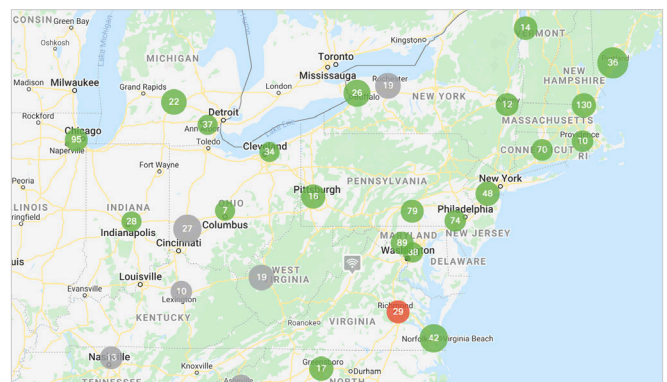 CONSIN
Green Bay
14
VERMONT
Oshkosh
Lake Michigan
Kingston
Toronto
MICHIGAN
Mississauga
36
NEW
HAMPSHIRE
Madison
Milwaukee
Grand Rapids
London
Rochester
26
19
22
NEW YORK
12
130
Rockford
Detroit
MASSACHUSETTS
37
Chicago
95
Toledo
Providence
10
Naperville
Cleveland
34
CONNECTICUT
70
RI
Fort Wayne
Peoria
PENNSYLVANIA
New York
48
Pittsburgh
16
LINOIS
INDIANA
OHIO
7
79
Philadelphia
ringfield
28
Columbus
74
Indianapolis
27
MARYLAND
NEW JERSEY
Cincinnati
89
Washington
38
uis
DELAWARE
Louisville
19
WEST
VIRGINIA
Evansville
10
Lexington
Richmond
29
KENTUCKY
Roanoke
VIRGINIA
Norfolk
42
Virginia Beach
Nashville
13
Knoxville
Greensboro
17
Durham
TENNESSEE
NORTH